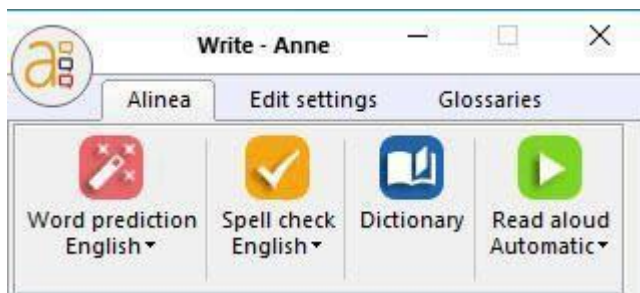 a
Write - Anne
Alinea Edit settings Glossaries
Word prediction Spell check Dictionary Read aloud
English English Automatic